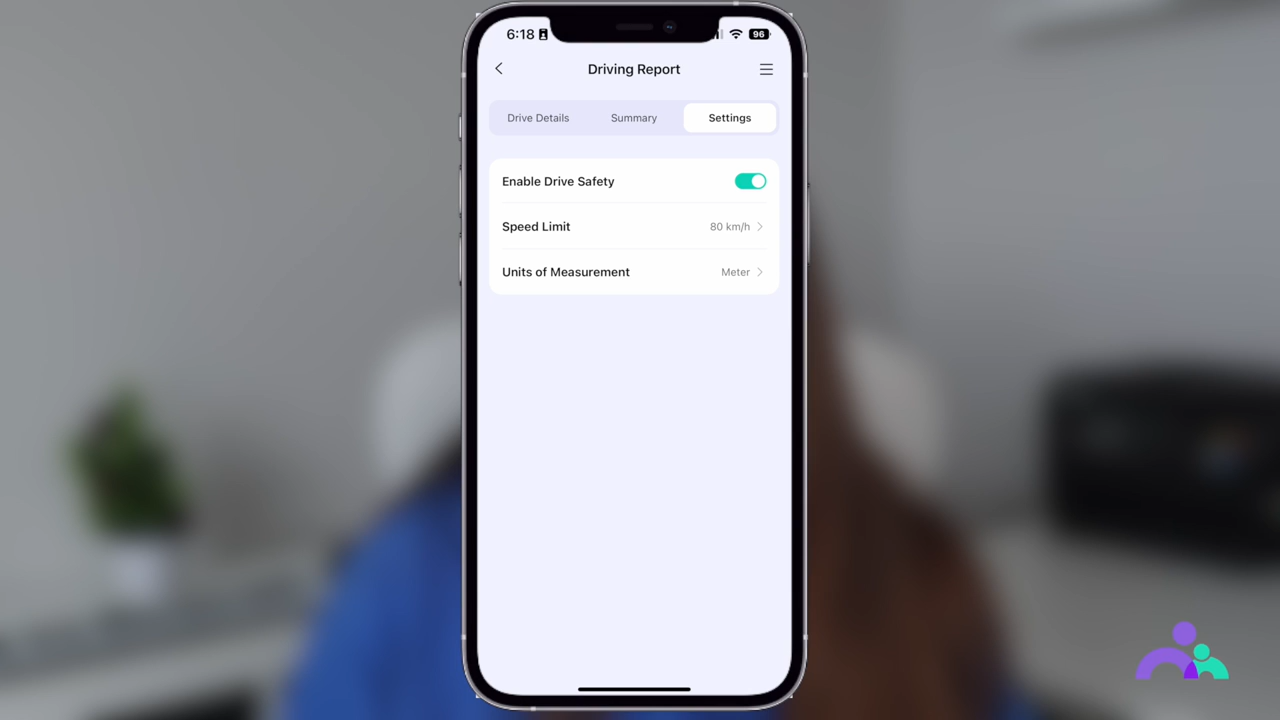 6:18
96
Driving Report
Drive Details
Summary
Settings
Enable Drive Safety
Speed Limit
80 km/h
Units of Measurement
Meter